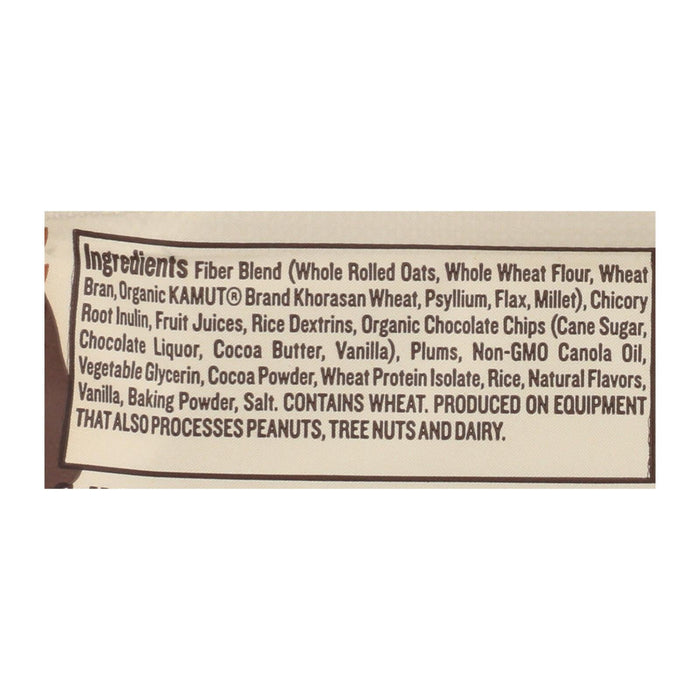 Ingredients Fiber Blend (Whole Rolled Oats, Whole Wheat Flour, Wheat
Bran, Organic KAMUT® Brand Khorasan Wheat, Psyllium, Flax, Millet), Chicory
Root Inulin, Fruit Juices, Rice Dextrins, Organic Chocolate Chips (Cane Sugar,
Chocolate Liquor, Cocoa Butter, Vanilla), Plums, Non-GMO Canola Oil,
Vegetable Glycerin, Cocoa Powder, Wheat Protein Isolate, Rice, Natural Flavors,
Vanilla, Baking Powder, Salt. CONTAINS WHEAT. PRODUCED ON EQUIPMENT
THAT ALSO PROCESSES PEANUTS, TREE NUTS AND DAIRY.